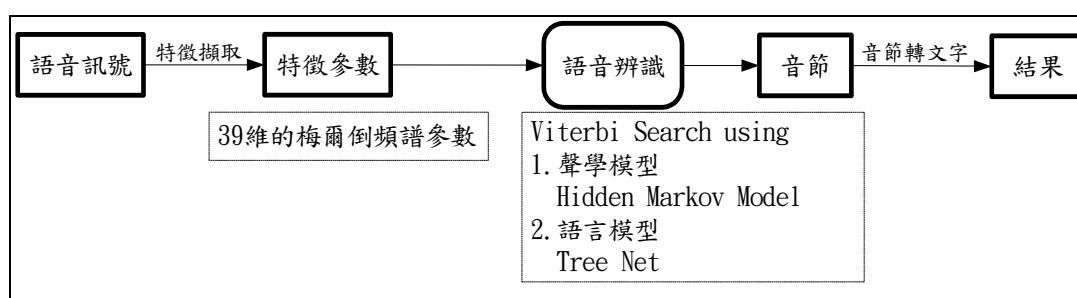 語音訊號
特徵擷取
特徵參數
語音辨識
音節
音節轉文字
結果
39維的梅爾倒頻譜參數
Viterbi Search using
1.聲學模型
Hidden Markov Model
2.語言模型
Tree Net